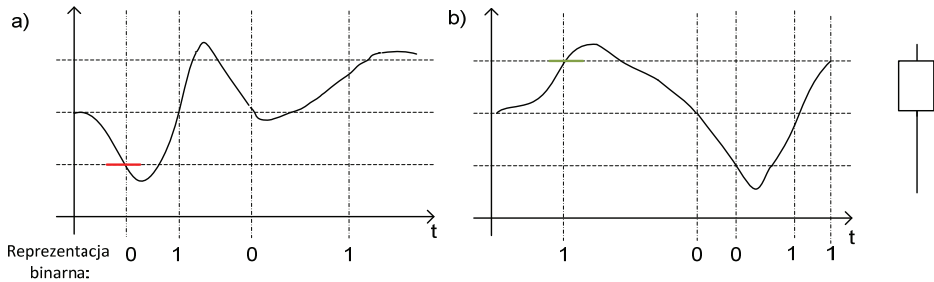 a)
b)
t
t
Reprezentacja
binarna:
0 1 0 1
1 0 0 1 1